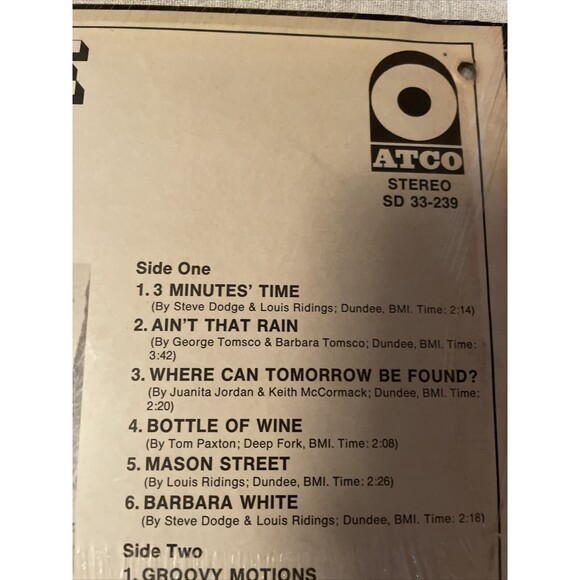 E
ATCO
STEREO
SD 33-239
Side One
1. 3 MINUTES' TIME
(By Steve Dodge & Louis Ridings; Dundee, BMI. Time: 2:14)
2. AIN'T THAT RAIN
(By George Tomsco & Barbara Tomsco; Dundee, BMI. Time:
3:42)
3. WHERE CAN TOMORROW BE FOUND?
(By Juanita Jordan & Keith McCormack; Dundee, BMI. Time:
2:20)
4. BOTTLE OF WINE
(By Tom Paxton; Deep Fork, BMI. Time: 2:08)
5. MASON STREET
(By Louis Ridings; Dundee, BMI. Time: 2:26)
6. BARBARA WHITE
(By Steve Dodge & Louis Ridings; Dundee, BMI. Time: 2:18)
Side Two
1. GROOVY MOTIONS